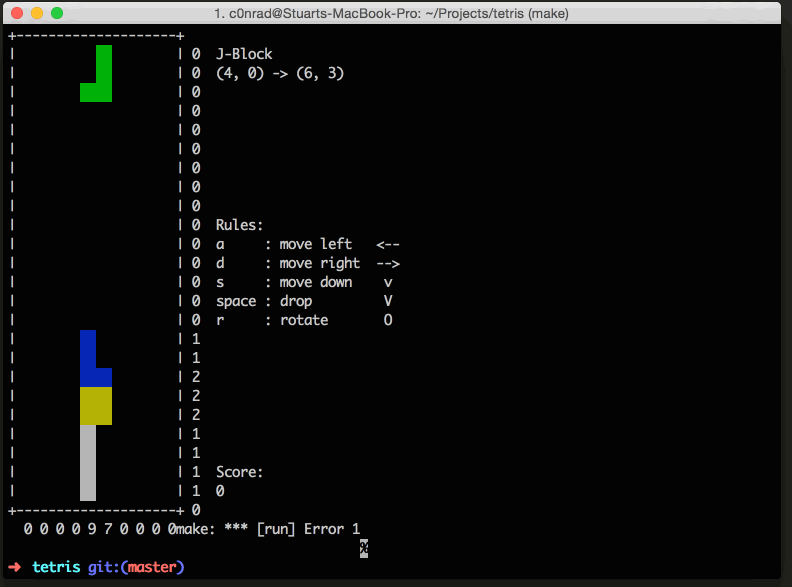 1. c0nrad@Stuarts-MacBook-Pro: ~/Projects/tetris (make)
+--------------------+
|                    | 0  J-Block
|                    | 0  (4, 0) -> (6, 3)
|                    | 0
|                    | 0
|                    | 0
|                    | 0
|                    | 0
|                    | 0
|                    | 0
|                    | 0  Rules:
|                    | 0  a     : move left   <--
|                    | 0  d     : move right  -->
|                    | 0  s     : move down    v
|                    | 0  space : drop         V
|                    | 0  r     : rotate       O
|                    | 1
|                    | 1
|                    | 2
|                    | 2
|                    | 2
|                    | 1
|                    | 1
|                    | 1  Score:
|                    | 1  0
+--------------------+ 0
  0 0 0 0 9 7 0 0 0 0make: *** [run] Error 1
%
➜  tetris git:(master)